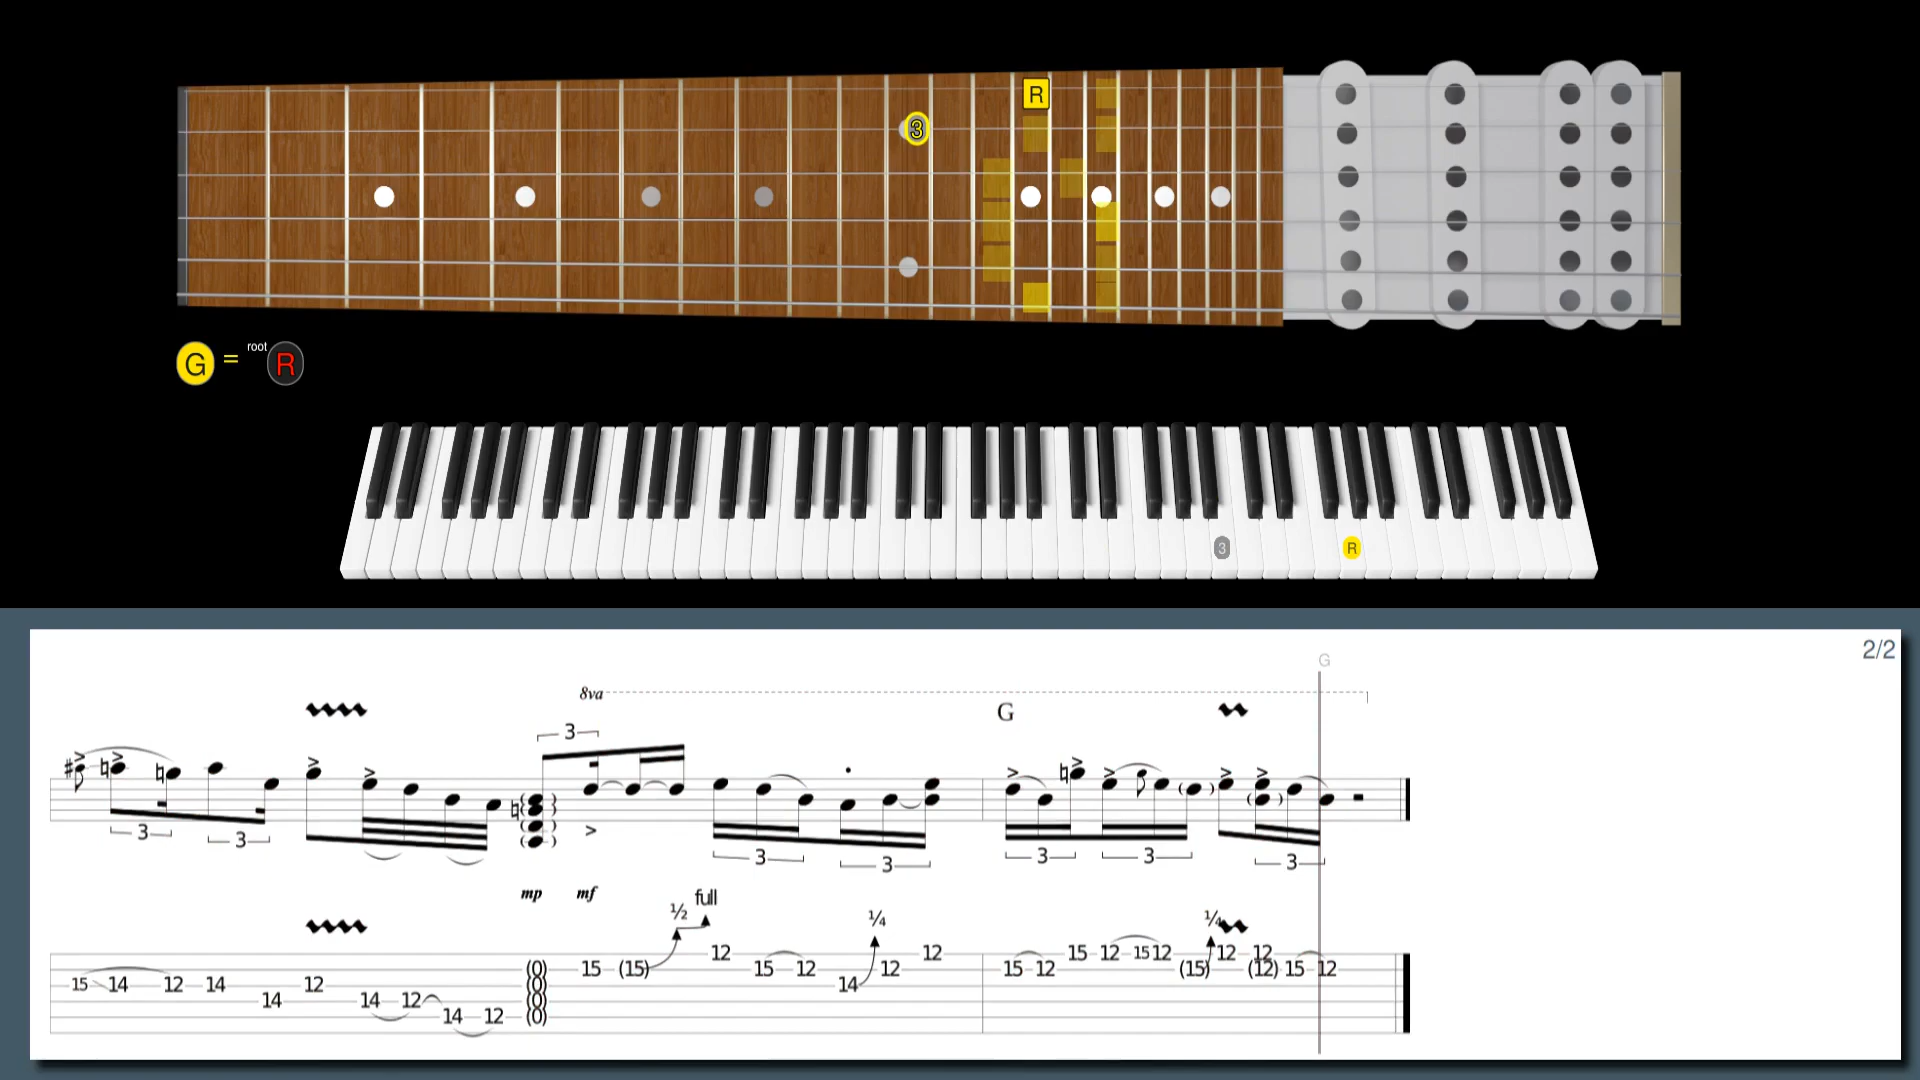 R
3
G = root R
3 R
2/2
G
8va
G
3
3 3 3 3 3 3 3
mp mf
½ full ¼ ¼
15 14 12 14 14 12 14 12 14 12 (0) 15 (15) 12 15 12 14 12 12 15 12 15 12 15 12 (15) 12 12 15 12
(0) (12)
(0)
(0)